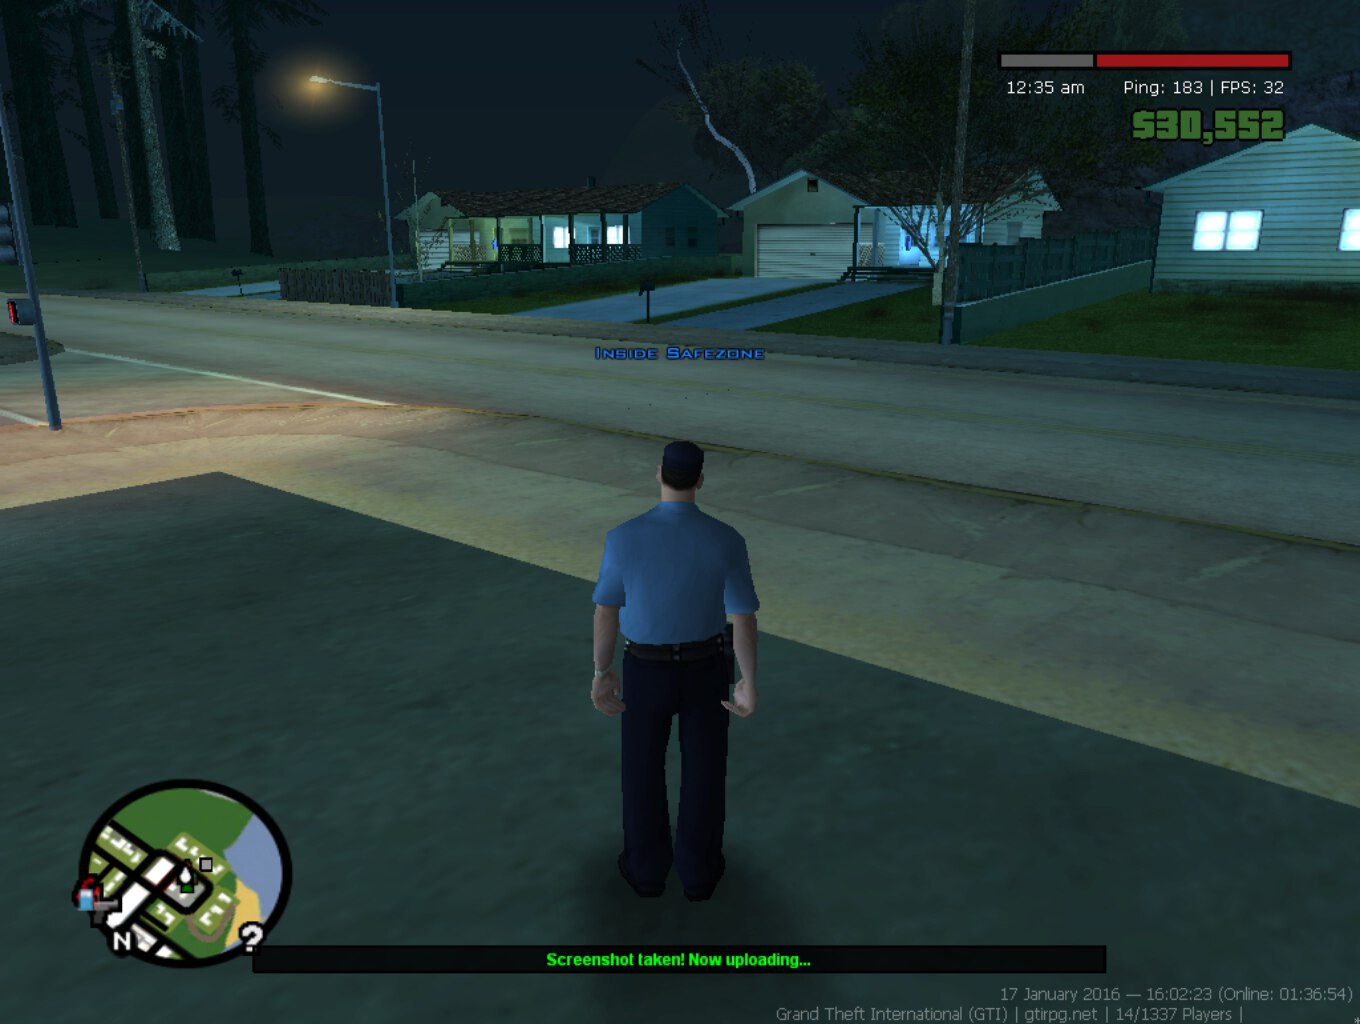 12:35 am Ping: 183 | FPS: 32
$30,552
Inside Safezone
N
?
Screenshot taken! Now uploading...
17 January 2016 — 16:02:23 (Online: 01:36:54)
Grand Theft International (GTI) | gtirpg.net | 14/1337 Players |